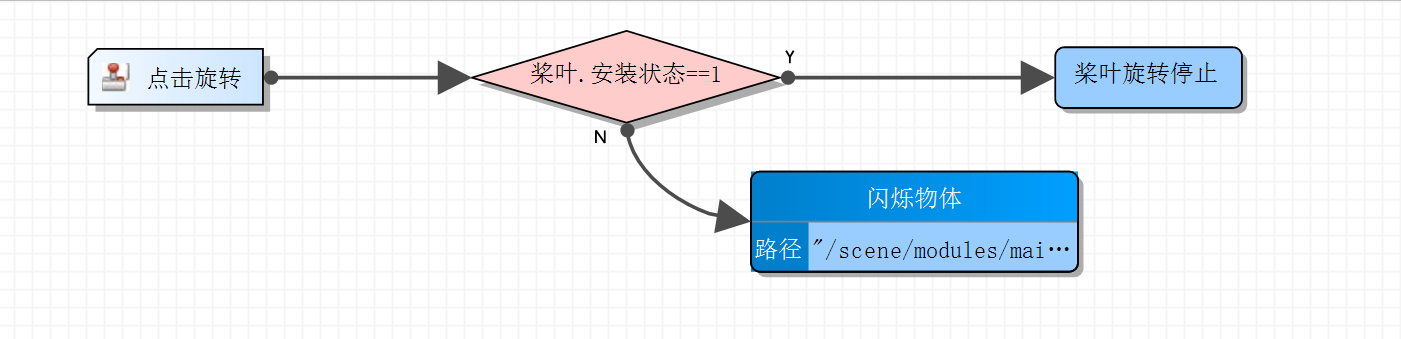 点击旋转
桨叶.安装状态==1
Y
桨叶旋转停止
N
闪烁物体
路径 "/scene/modules/mai…